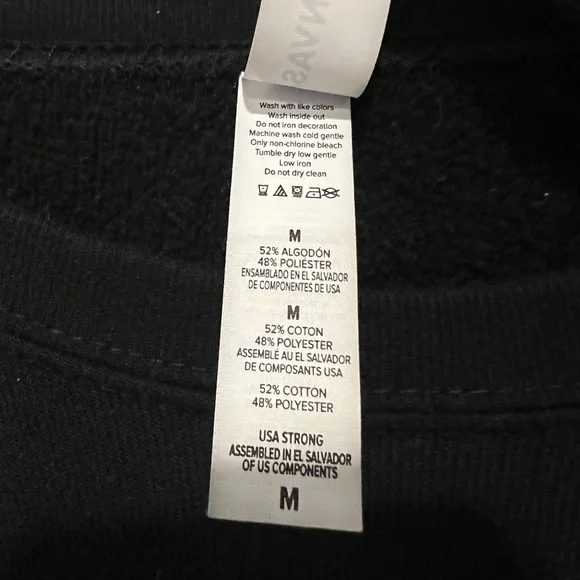 NVAS
Wash with like colors
Wash inside out
Do not iron decoration
Machine wash cold gentle
Only non-chlorine bleach
Tumble dry low gentle
Low iron
Do not dry clean
M
52% ALGODÓN
48% POLIÉSTER
ENSAMBLADO EN EL SALVADOR
DE COMPONENTES DE USA
M
52% COTON
48% POLYESTER
ASSEMBLÉ AU EL SALVADOR
DE COMPOSANTS USA
52% COTTON
48% POLYESTER
USA STRONG
ASSEMBLED IN EL SALVADOR
OF US COMPONENTS
M